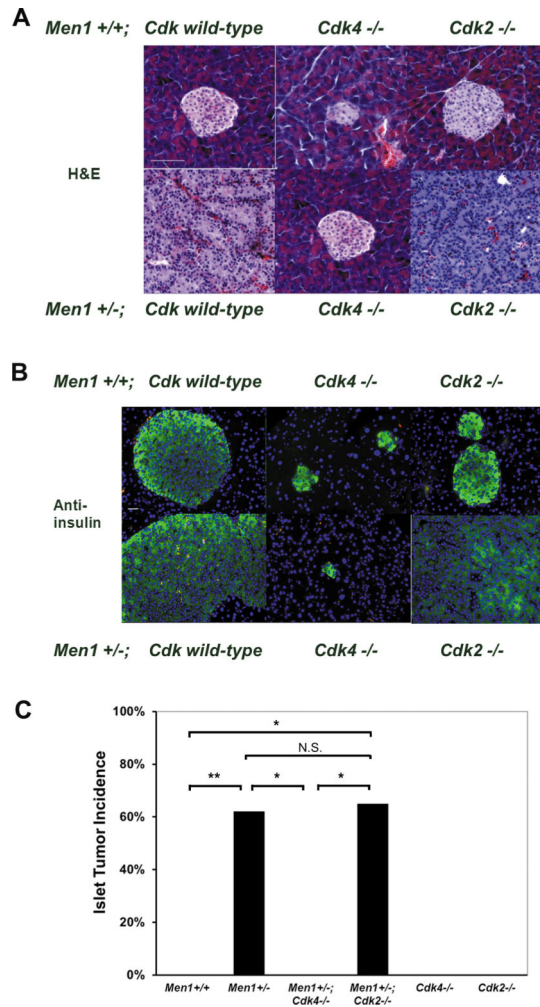 A
Men1 +/+; Cdk wild-type Cdk4 -/- Cdk2 -/-
H&E
Men1 +/-; Cdk wild-type Cdk4 -/- Cdk2 -/-
B
Men1 +/+; Cdk wild-type Cdk4 -/- Cdk2 -/-
Anti-
insulin
Men1 +/-; Cdk wild-type Cdk4 -/- Cdk2 -/-
C
100%
80%
60%
40%
20%
0%
Islet Tumor Incidence
*
N.S.
** * *
Men1+/+ Men1+/- Men1+/-; Men1+/-; Cdk4-/- Cdk2-/-
Cdk4-/- Cdk2-/-